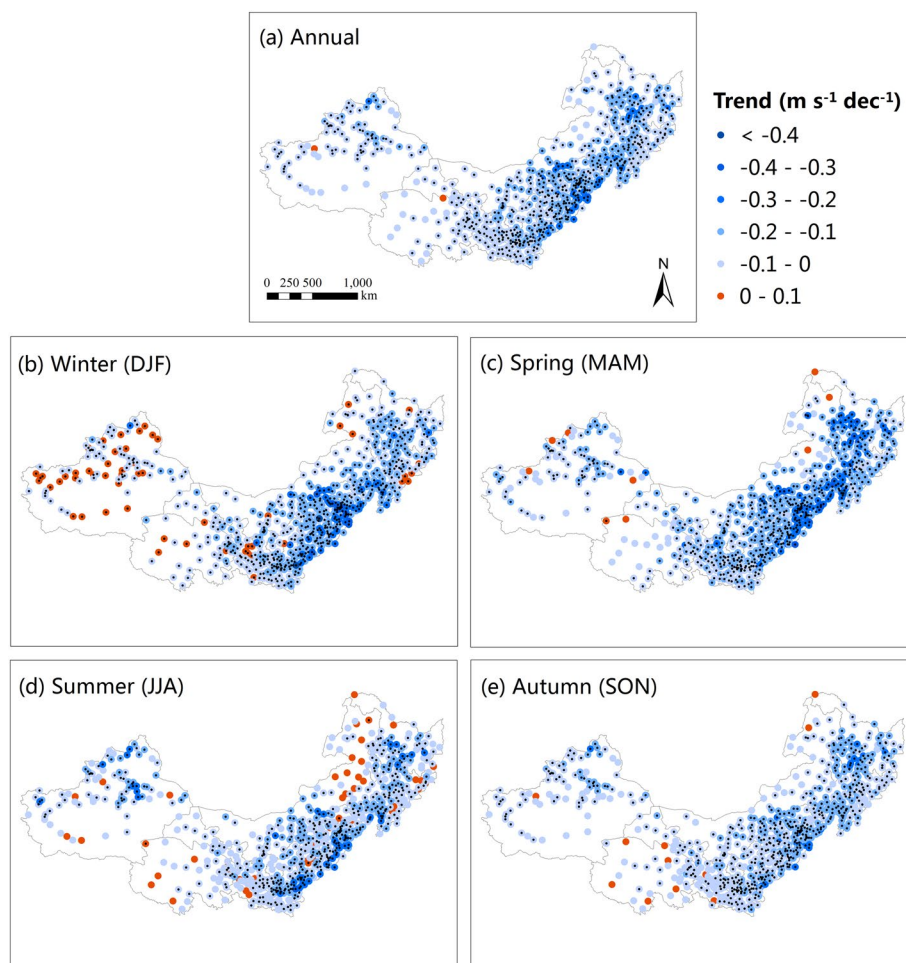 (a) Annual
Trend (m s⁻¹ dec⁻¹)
< -0.4
-0.4 - -0.3
-0.3 - -0.2
-0.2 - -0.1
-0.1 - 0
0 - 0.1
N
0 250 500 1,000
km
(b) Winter (DJF)
(c) Spring (MAM)
(d) Summer (JJA)
(e) Autumn (SON)